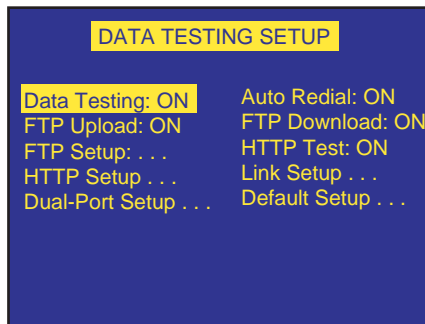 DATA TESTING SETUP
Data Testing: ON
FTP Upload: ON
FTP Setup: . . .
HTTP Setup . . .
Dual-Port Setup . . .
Auto Redial: ON
FTP Download: ON
HTTP Test: ON
Link Setup . . .
Default Setup . . .